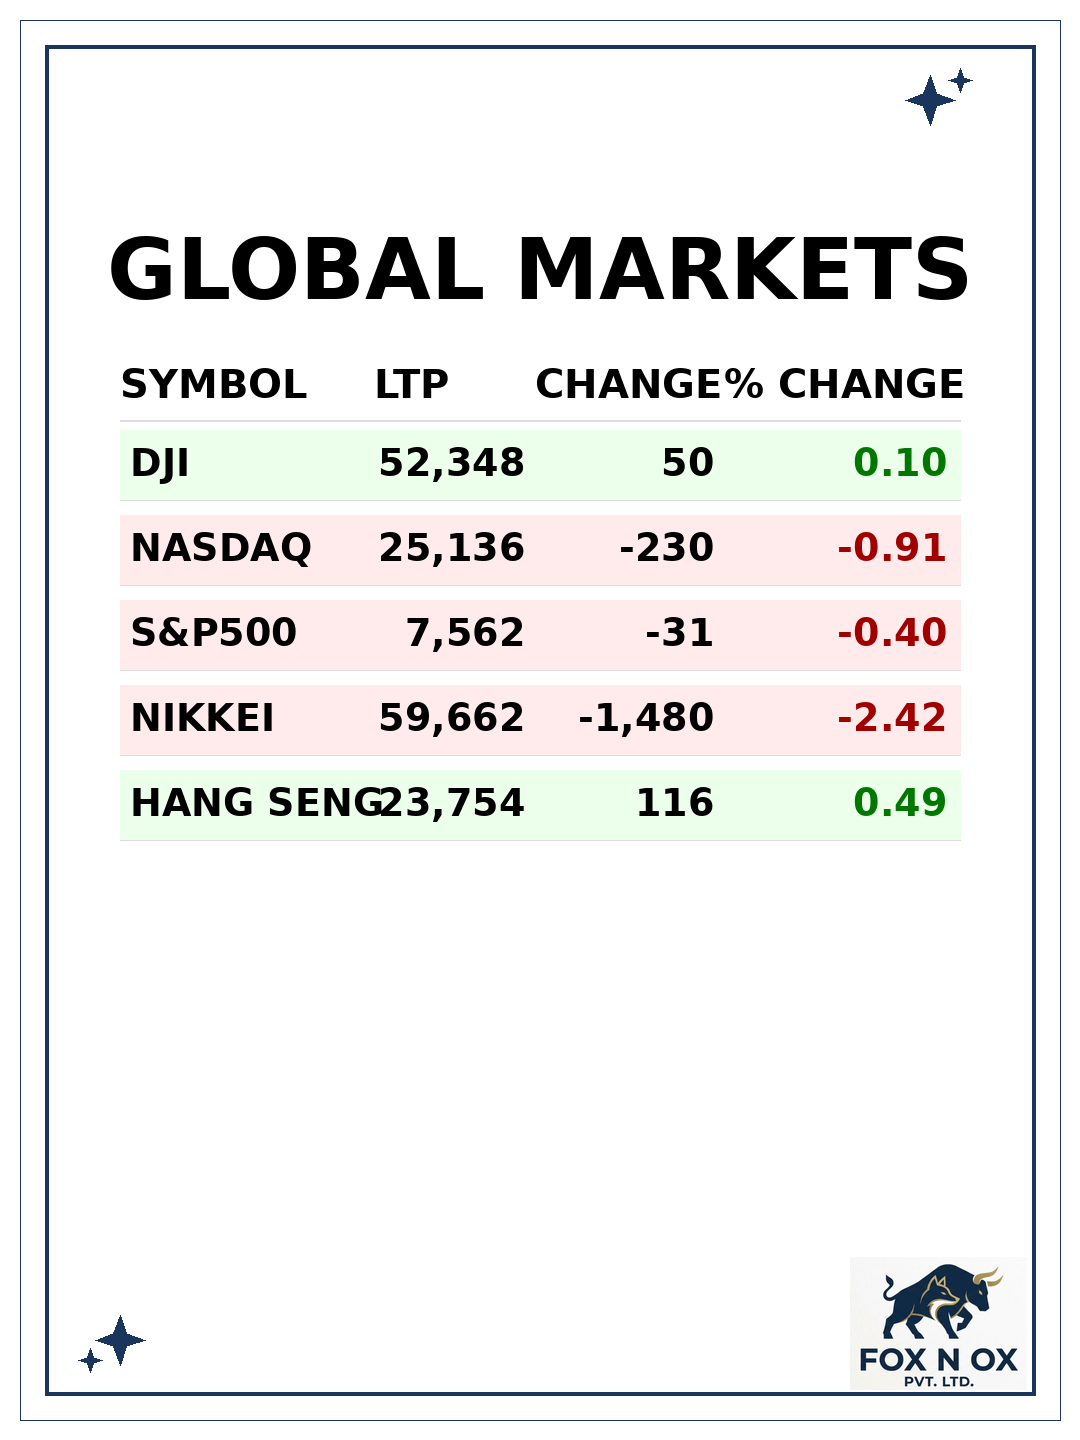 GLOBAL MARKETS
SYMBOL LTP CHANGE % CHANGE
DJI 52,348 50 0.10
NASDAQ 25,136 -230 -0.91
S&P500 7,562 -31 -0.40
NIKKEI 59,662 -1,480 -2.42
HANG SENG 23,754 116 0.49
FOX N OX
PVT. LTD.